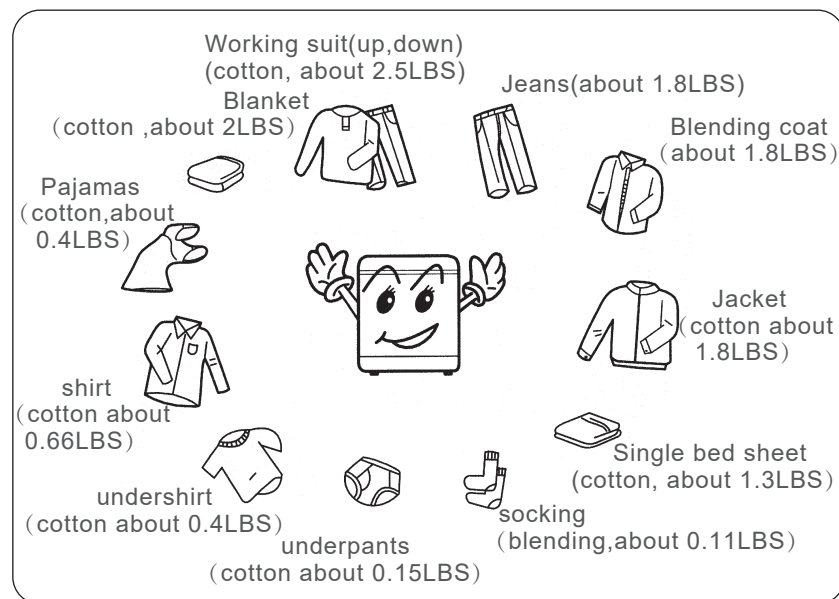 Working suit(up,down)
(cotton, about 2.5LBS)
Jeans(about 1.8LBS)
Blanket
(cotton ,about 2LBS)
Blending coat
(about 1.8LBS)
Pajamas
(cotton,about
0.4LBS)
Jacket
(cotton about
1.8LBS)
shirt
(cotton about
0.66LBS)
Single bed sheet
(cotton, about 1.3LBS)
undershirt
(cotton about 0.4LBS)
socking
(blending,about 0.11LBS)
underpants
(cotton about 0.15LBS)